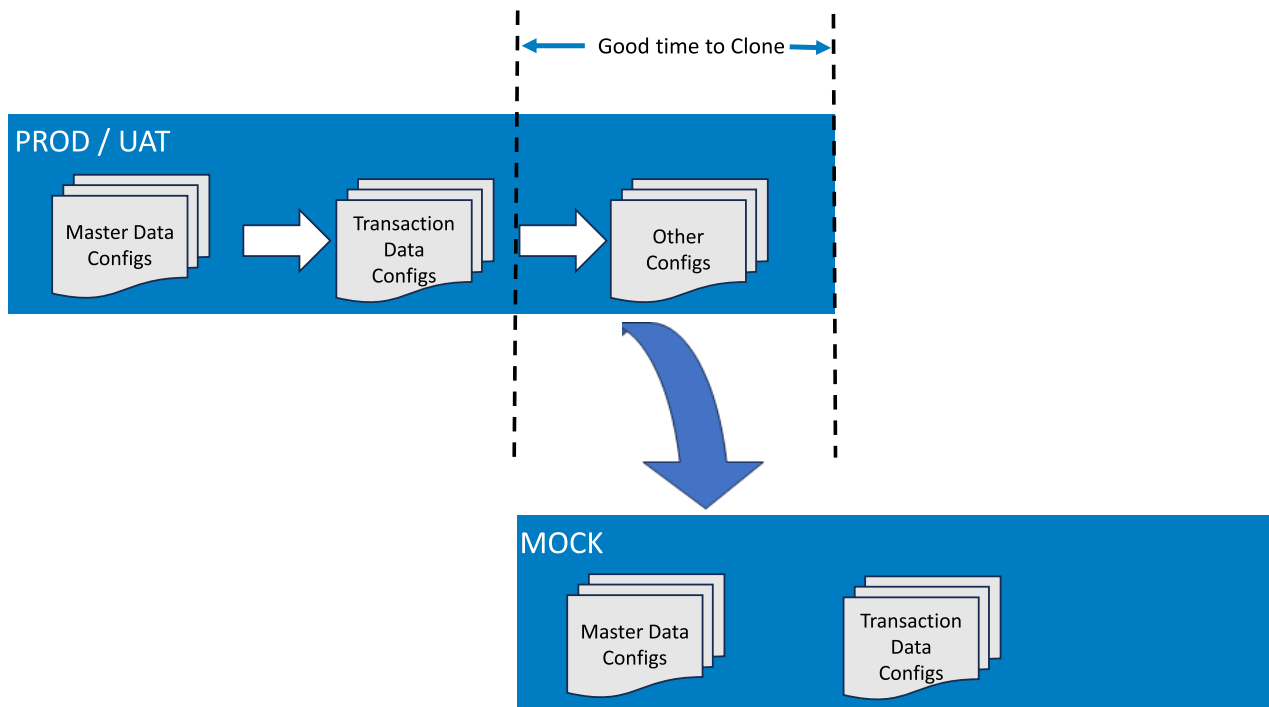 Good time to Clone
PROD / UAT
Master Data
Configs
Transaction
Data
Configs
Other
Configs
MOCK
Master Data
Configs
Transaction
Data
Configs